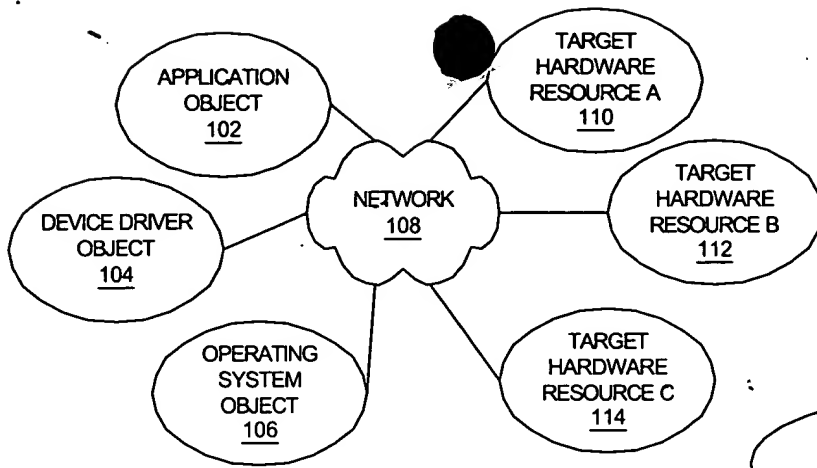 APPLICATION
OBJECT
102
TARGET
HARDWARE
RESOURCE A
110
DEVICE DRIVER
OBJECT
104
NETWORK
108
TARGET
HARDWARE
RESOURCE B
112
OPERATING
SYSTEM
OBJECT
106
TARGET
HARDWARE
RESOURCE C
114